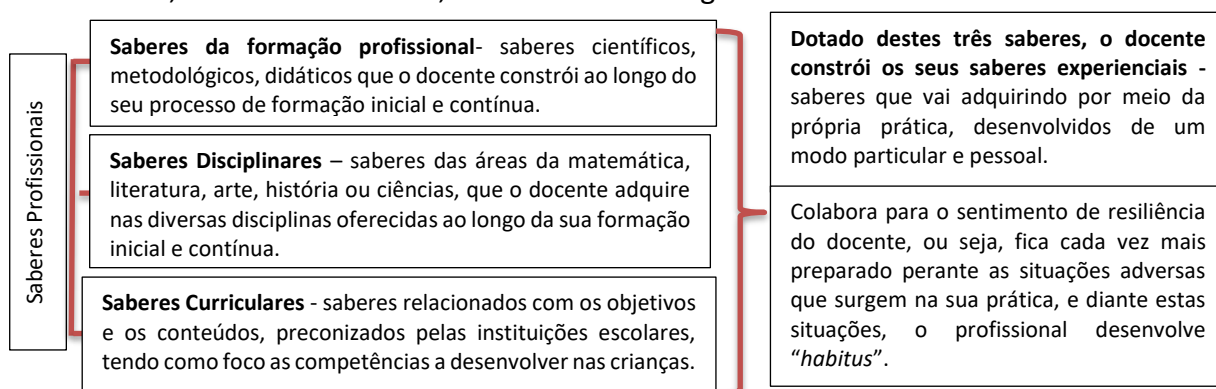 Saberes Profissionais
Saberes da formação profissional- saberes científicos,
metodológicos, didáticos que o docente constrói ao longo do
seu processo de formação inicial e contínua.
Saberes Disciplinares – saberes das áreas da matemática,
literatura, arte, história ou ciências, que o docente adquire
nas diversas disciplinas oferecidas ao longo da sua formação
inicial e contínua.
Saberes Curriculares - saberes relacionados com os objetivos
e os conteúdos, preconizados pelas instituições escolares,
tendo como foco as competências a desenvolver nas crianças.
Dotado destes três saberes, o docente
constrói os seus saberes experienciais -
saberes que vai adquirindo por meio da
própria prática, desenvolvidos de um
modo particular e pessoal.
Colabora para o sentimento de resiliência
do docente, ou seja, fica cada vez mais
preparado perante as situações adversas
que surgem na sua prática, e diante estas
situações, o profissional desenvolve
“habitus”.